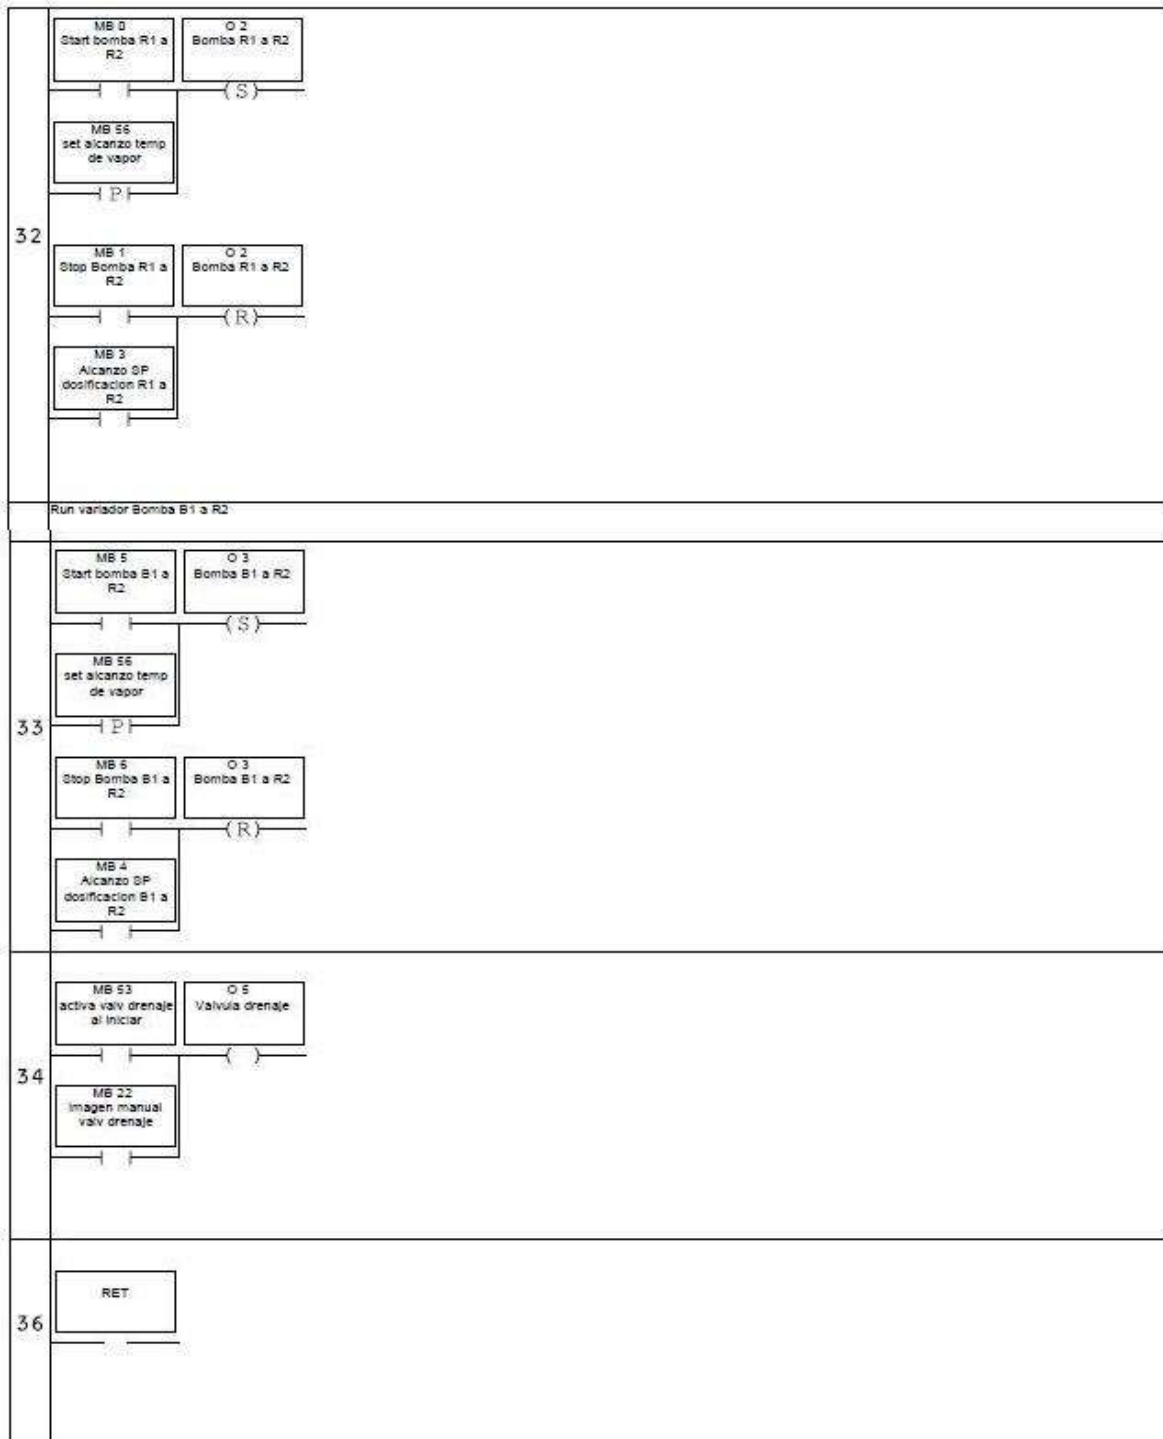 MB 0
Start bomba R1 a
R2
O 2
Bomba R1 a R2
( S )
MB 56
set alcanzo temp
de vapor
P
32
MB 1
Stop Bomba R1 a
R2
O 2
Bomba R1 a R2
( R )
MB 3
Alcanzo SP
dosificacion R1 a
R2
Run variador Bomba B1 a R2
MB 5
Start bomba B1 a
R2
O 3
Bomba B1 a R2
( S )
MB 56
set alcanzo temp
de vapor
P
33
MB 6
Stop Bomba B1 a
R2
O 3
Bomba B1 a R2
( R )
MB 4
Alcanzo SP
dosificacion B1 a
R2
MB 53
activa valv drenaje
al iniciar
O 5
Valvula drenaje
( )
34
MB 22
Imagen manual
valv drenaje
RET
36